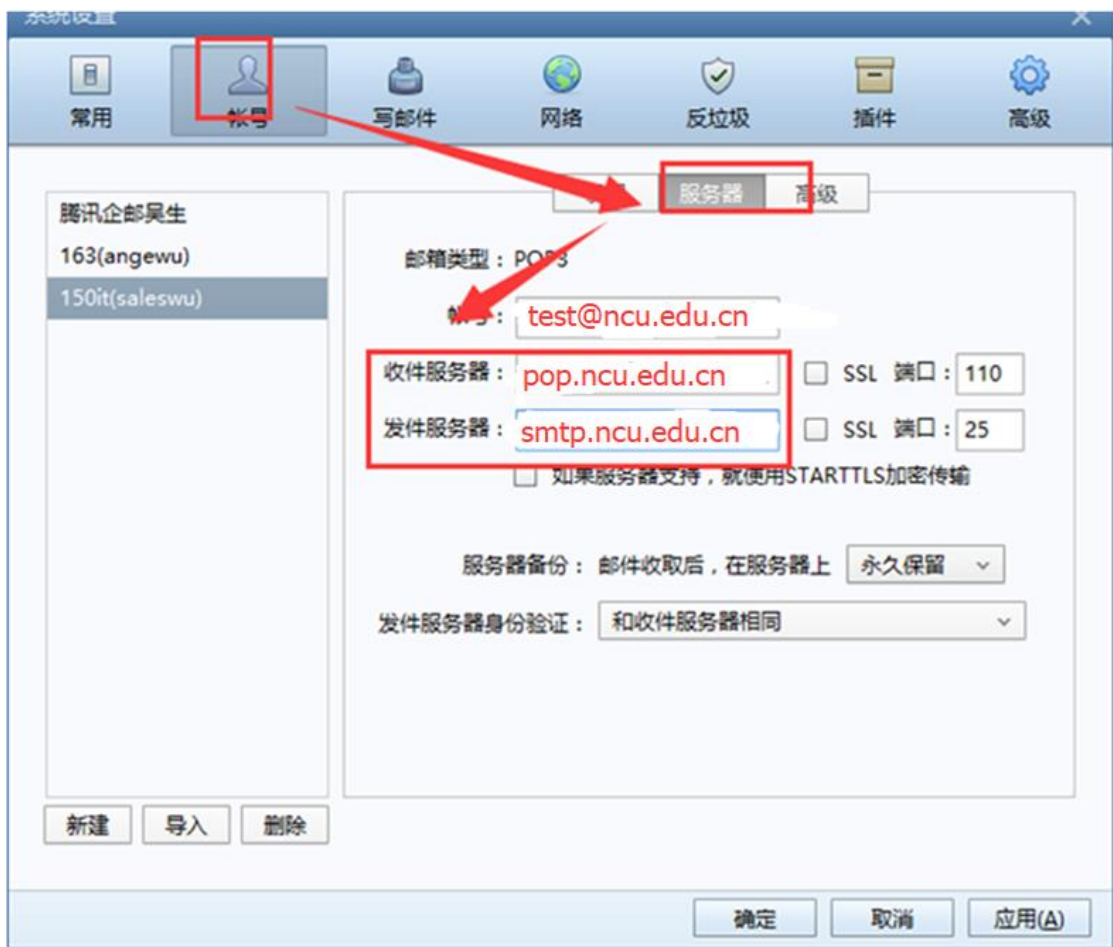 系统设置
常用 帐号 写邮件 网络 反垃圾 插件 高级
腾讯企邮吴生
163(angewu)
150it(saleswu)
服务器 高级
邮箱类型：POP3
帐号：test@ncu.edu.cn
收件服务器：pop.ncu.edu.cn SSL 端口：110
发件服务器：smtp.ncu.edu.cn SSL 端口：25
如果服务器支持，就使用STARTTLS加密传输
服务器备份：邮件收取后，在服务器上 永久保留
发件服务器身份验证：和收件服务器相同
新建 导入 删除
确定 取消 应用(A)